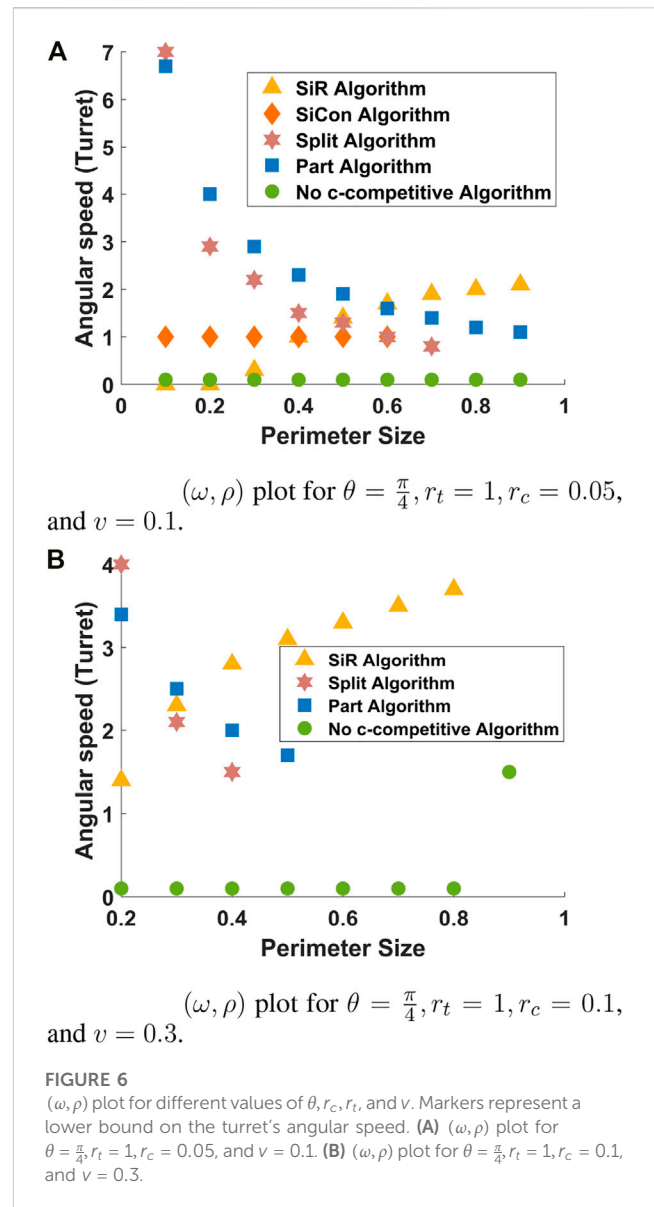 A
7
6
5
4
3
2
1
0
Angular speed (Turret)
SiR Algorithm
SiCon Algorithm
Split Algorithm
Part Algorithm
No c-competitive Algorithm
0 0.2 0.4 0.6 0.8 1
Perimeter Size
(ω, ρ) plot for θ = π/4, r_t = 1, r_c = 0.05,
and v = 0.1.
B
4
3
2
1
0
Angular speed (Turret)
SiR Algorithm
Split Algorithm
Part Algorithm
No c-competitive Algorithm
0.2 0.4 0.6 0.8 1
Perimeter Size
(ω, ρ) plot for θ = π/4, r_t = 1, r_c = 0.1,
and v = 0.3.
FIGURE 6
(ω, ρ) plot for different values of θ, r_c, r_t, and v. Markers represent a
lower bound on the turret's angular speed. (A) (ω, ρ) plot for
θ = π/4, r_t = 1, r_c = 0.05, and v = 0.1. (B) (ω, ρ) plot for θ = π/4, r_t = 1, r_c = 0.1,
and v = 0.3.